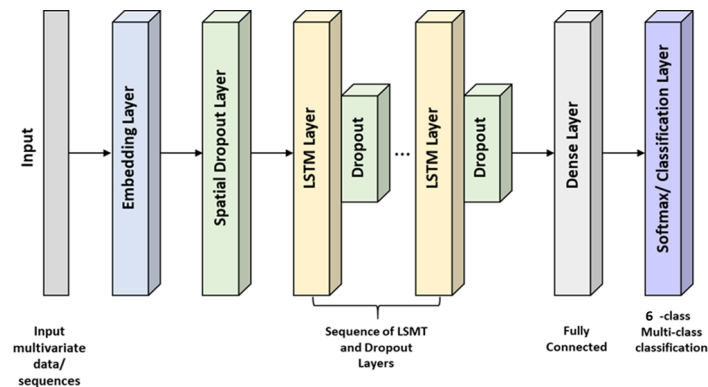 Input
Embedding Layer
Spatial Dropout Layer
LSTM Layer
Dropout
...
LSTM Layer
Dropout
Dense Layer
Softmax/ Classification Layer
Input
multivariate
data/
sequences
Sequence of LSMT
and Dropout
Layers
Fully
Connected
6 -class
Multi-class
classification